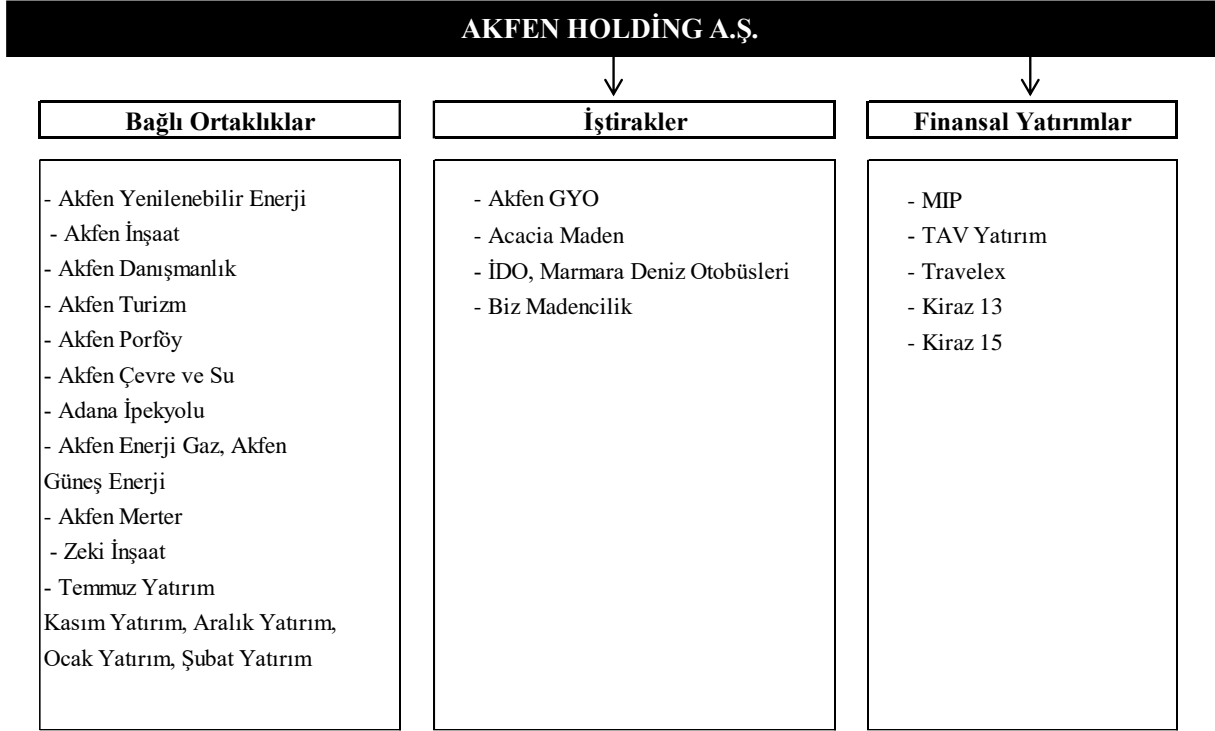 AKFEN HOLDİNG A.Ş.
Bağlı Ortaklıklar
- Akfen Yenilenebilir Enerji
- Akfen İnşaat
- Akfen Danışmanlık
- Akfen Turizm
- Akfen Porföy
- Akfen Çevre ve Su
- Adana İpekyolu
- Akfen Enerji Gaz, Akfen
Güneş Enerji
- Akfen Merter
- Zeki İnşaat
- Temmuz Yatırım
Kasım Yatırım, Aralık Yatırım,
Ocak Yatırım, Şubat Yatırım
İştirakler
- Akfen GYO
- Acacia Maden
- İDO, Marmara Deniz Otobüsleri
- Biz Madencilik
Finansal Yatırımlar
- MIP
- TAV Yatırım
- Travelex
- Kiraz 13
- Kiraz 15